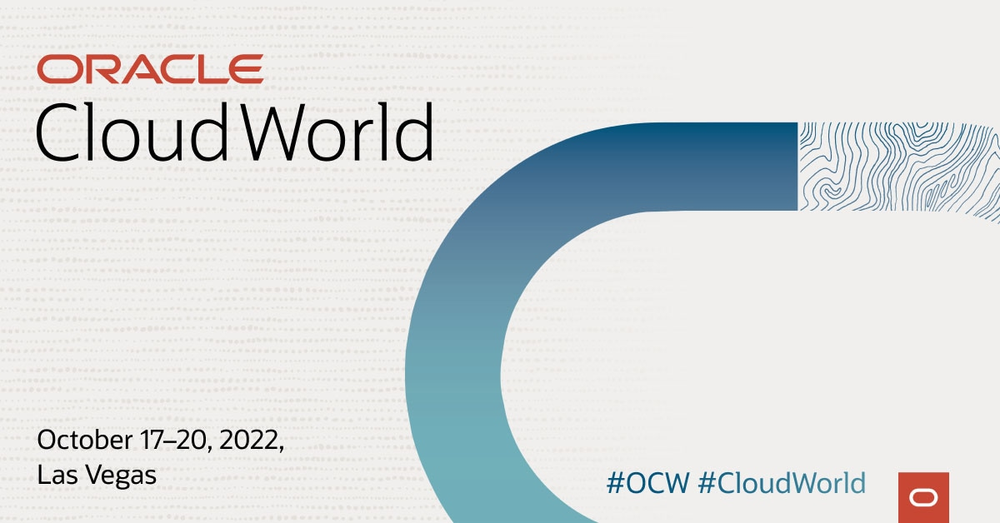 ORACLE
CloudWorld
October 17–20, 2022,
Las Vegas
#OCW #CloudWorld